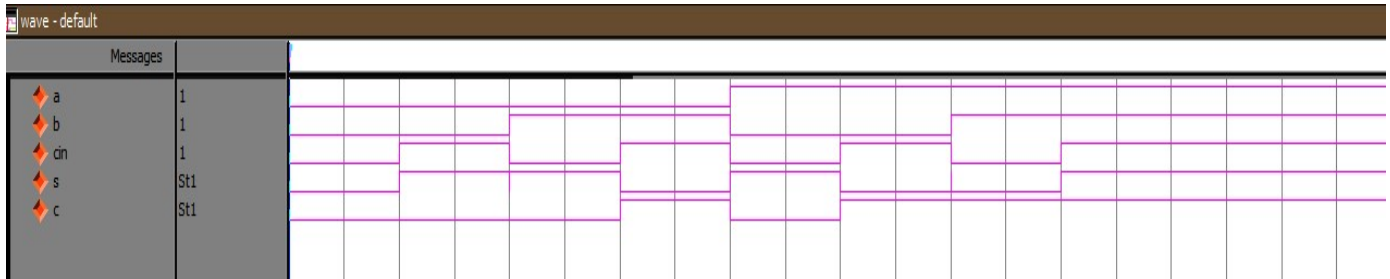 wave - default
Messages
a 1
b 1
cin 1
s St1
c St1